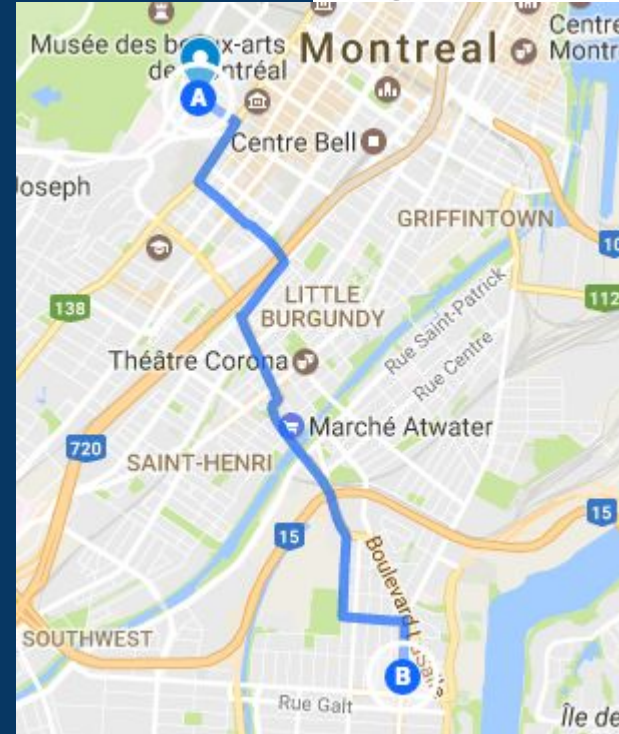 Musée des beaux-arts
de Montréal
Montreal
Centre
Montr
A
Centre Bell
Joseph
GRIFFINTOWN
10
138
LITTLE
BURGUNDY
Rue Saint-Patrick
112
Théâtre Corona
Rue Centre
Marché Atwater
720
SAINT-HENRI
15
15
Boulevard LaSalle
SOUTHWEST
B
Rue Galt
Île de